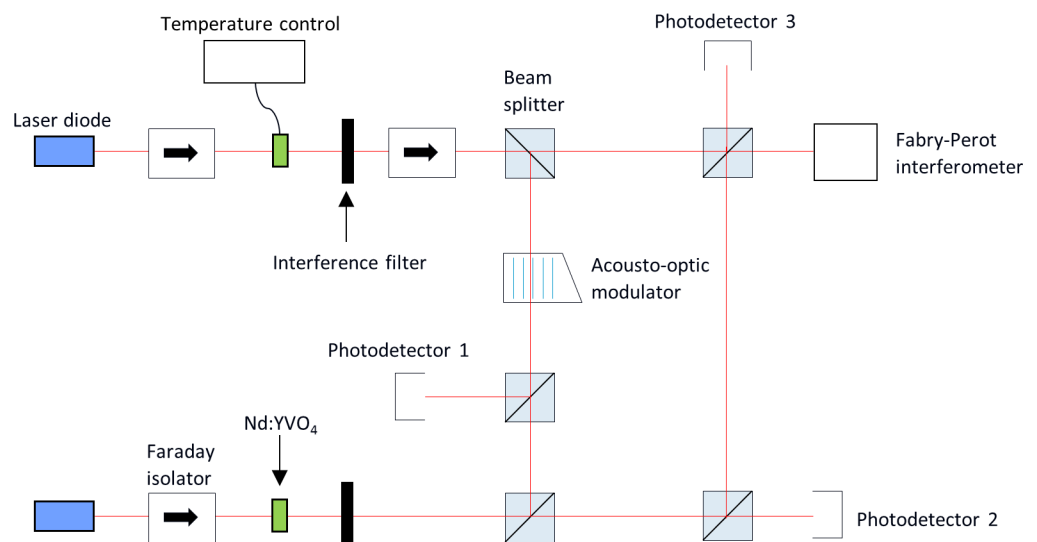 Temperature control
Photodetector 3
Laser diode
Beam
splitter
Fabry-Perot
interferometer
Interference filter
Acousto-optic
modulator
Photodetector 1
Nd:YVO₄
Faraday
isolator
Photodetector 2